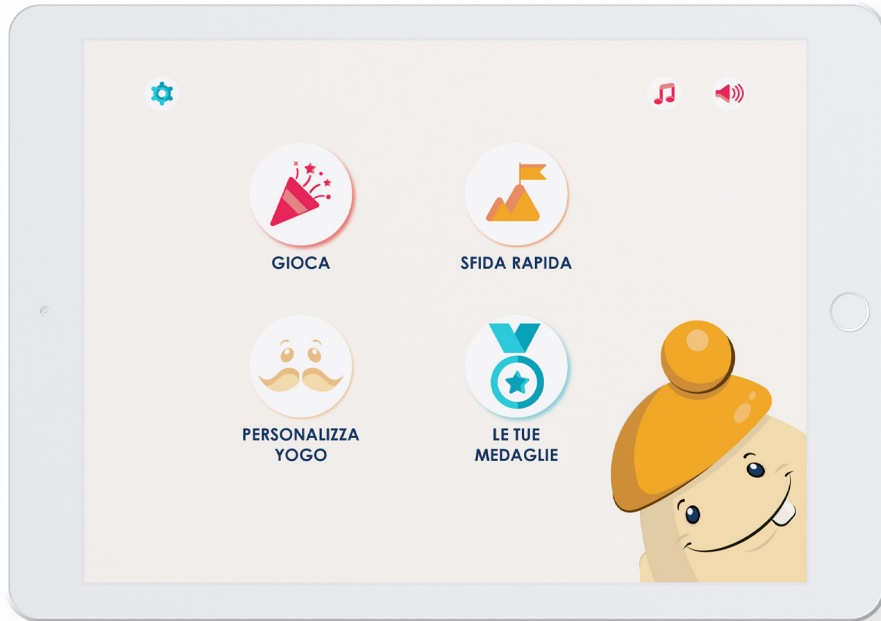 GIOCA
SFIDA RAPIDA
PERSONALIZZA
YOGO
LE TUE
MEDAGLIE